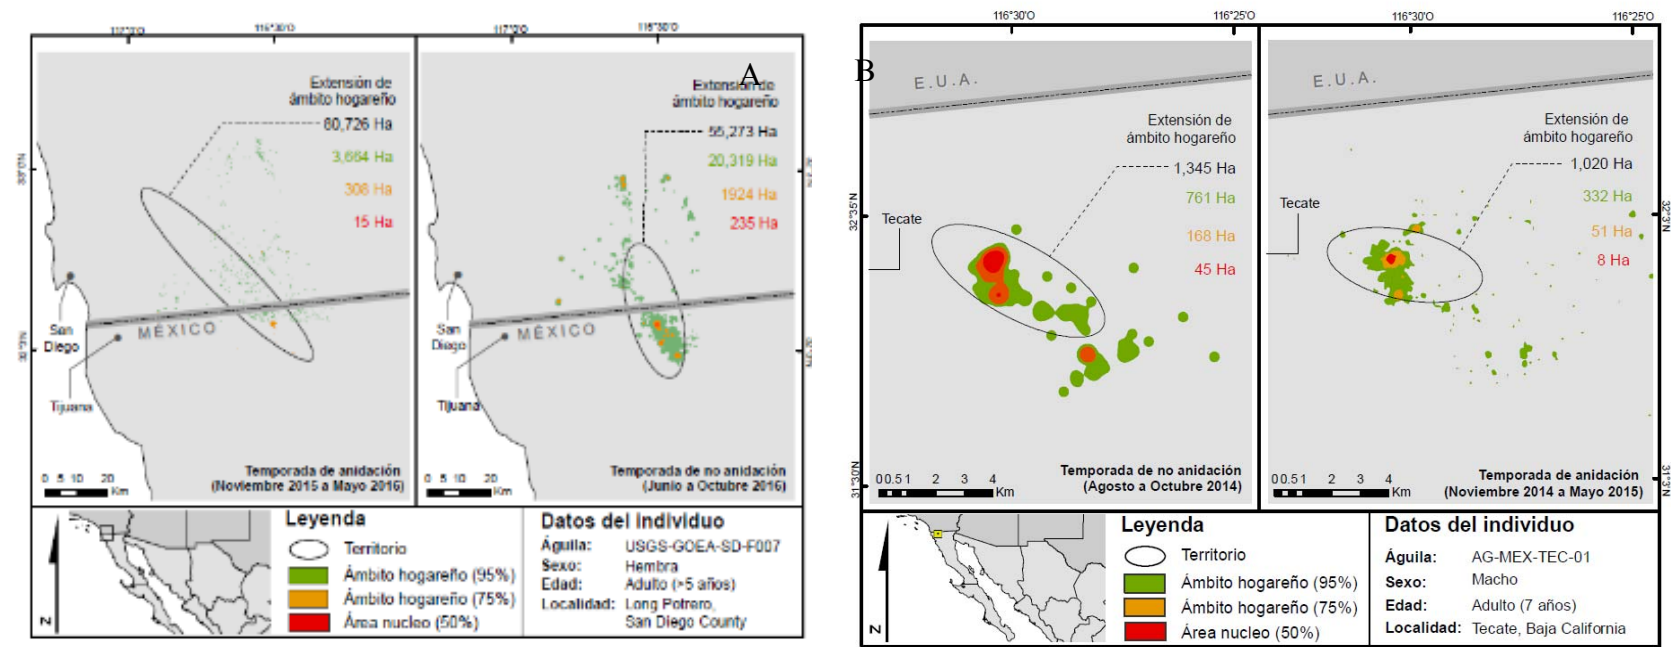 117°0'O
116°30'O
117°0'O
116°30'O
116°30'O
116°25'O
116°30'O
116°25'O
A
B
Extensión de
ámbito hogareño
60,726 Ha
3,664 Ha
308 Ha
15 Ha
MÉXICO
San
Diego
Tijuana
0 5 10 20
Km
Temporada de anidación
(Noviembre 2015 a Mayo 2016)
Extensión de
ámbito hogareño
55,273 Ha
20,319 Ha
1924 Ha
235 Ha
MÉXICO
San
Diego
Tijuana
0 5 10 20
Km
Temporada de no anidación
(Junio a Octubre 2016)
N
Leyenda
Territorio
Ámbito hogareño (95%)
Ámbito hogareño (75%)
Área nucleo (50%)
Datos del individuo
Águila: USGS-GOEA-SD-F007
Sexo: Hembra
Edad: Adulto (>5 años)
Localidad: Long Potrero,
San Diego County
E.U.A.
Extensión de
ámbito hogareño
1,345 Ha
761 Ha
168 Ha
45 Ha
32°35'N
Tecate
31°30'N
0 0.5 1 2 3 4
Km
Temporada de no anidación
(Agosto a Octubre 2014)
E.U.A.
Extensión de
ámbito hogareño
1,020 Ha
332 Ha
51 Ha
8 Ha
32°3'N
Tecate
31°3'N
0 0.5 1 2 3 4
Km
Temporada de anidación
(Noviembre 2014 a Mayo 2015)
N
Leyenda
Territorio
Ámbito hogareño (95%)
Ámbito hogareño (75%)
Área nucleo (50%)
Datos del individuo
Águila: AG-MEX-TEC-01
Sexo: Macho
Edad: Adulto (7 años)
Localidad: Tecate, Baja California